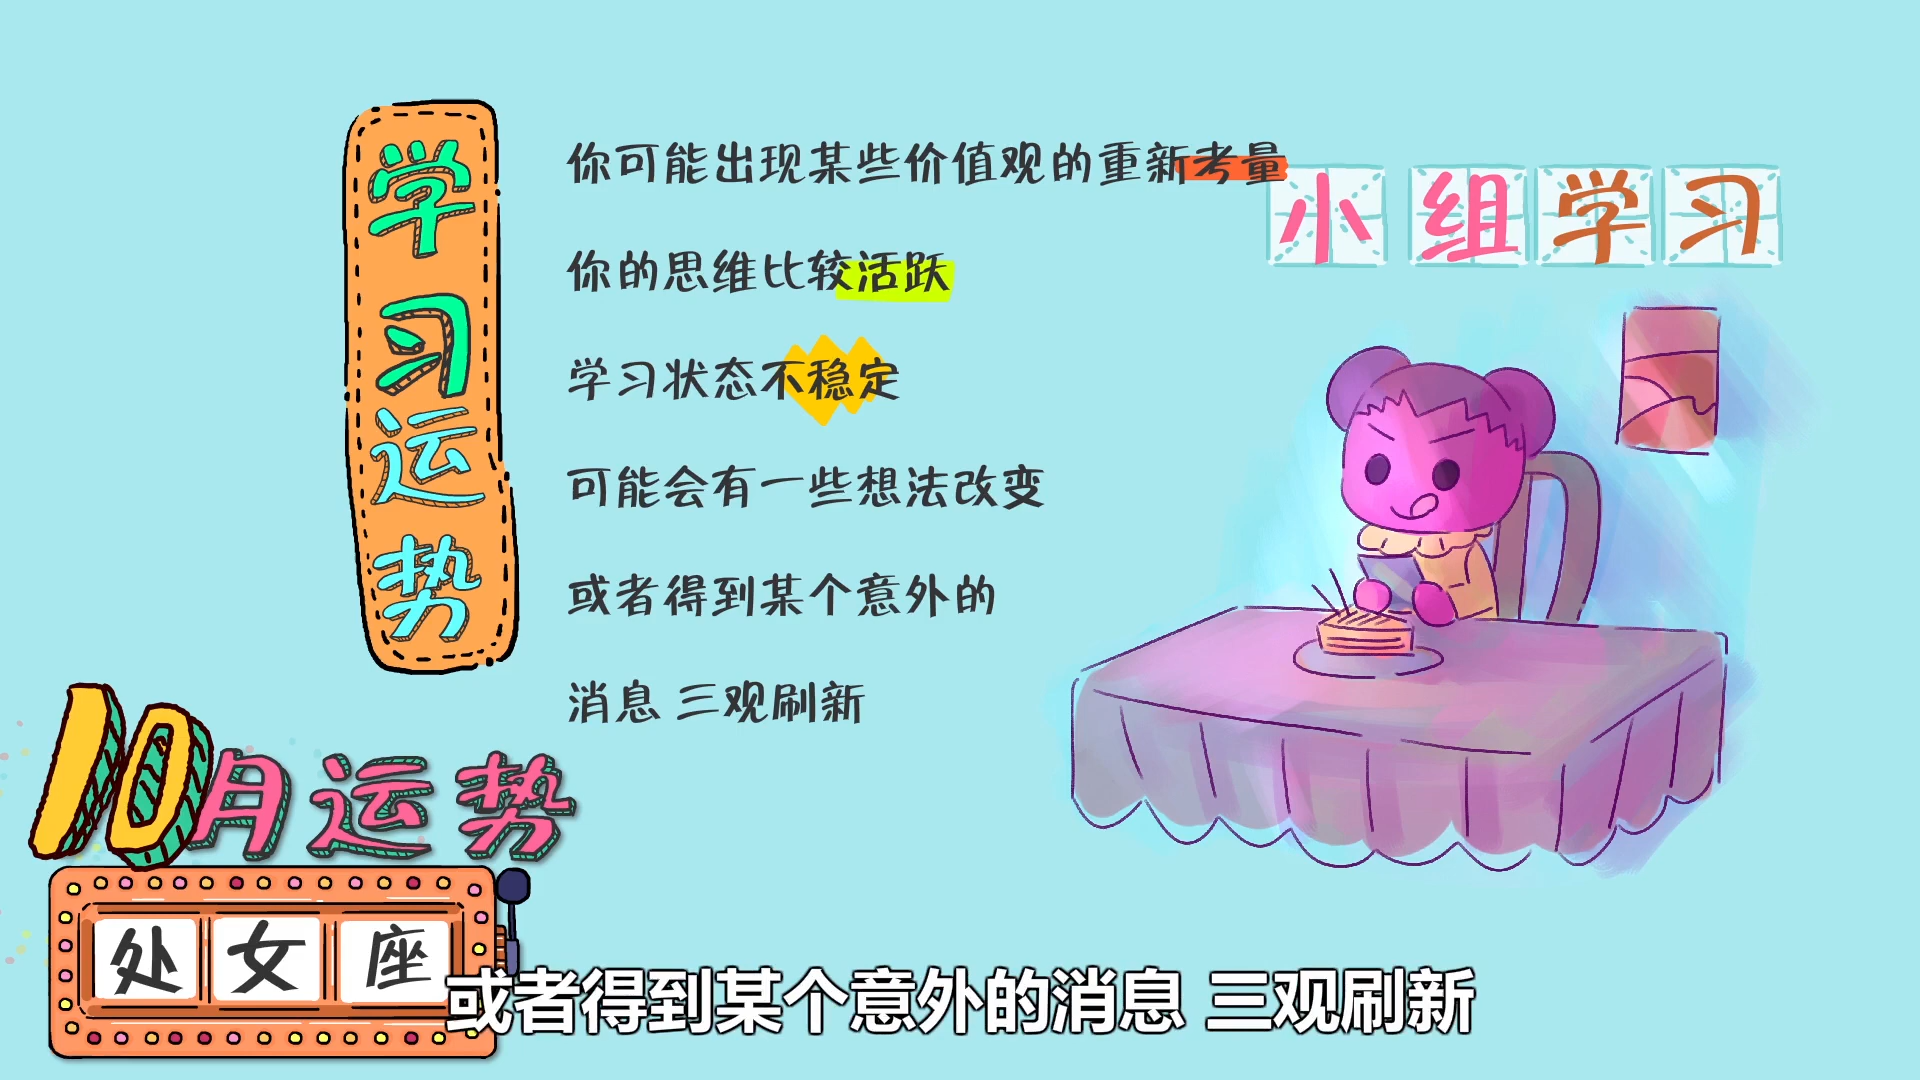 学习运势
你可能出现某些价值观的重新考量
你的思维比较活跃
学习状态不稳定
可能会有一些想法改变
或者得到某个意外的
消息 三观刷新
小组学习
10月运势
处女座
或者得到某个意外的消息 三观刷新